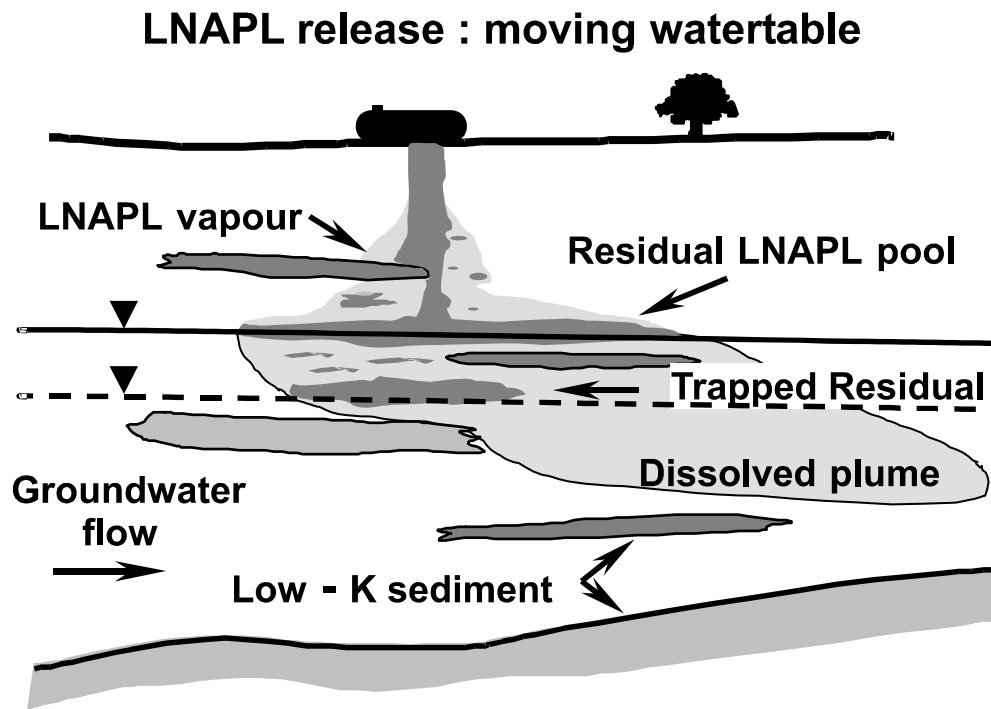 LNAPL release : moving watertable
LNAPL vapour
Residual LNAPL pool
Trapped Residual
Dissolved plume
Groundwater
flow
Low - K sediment